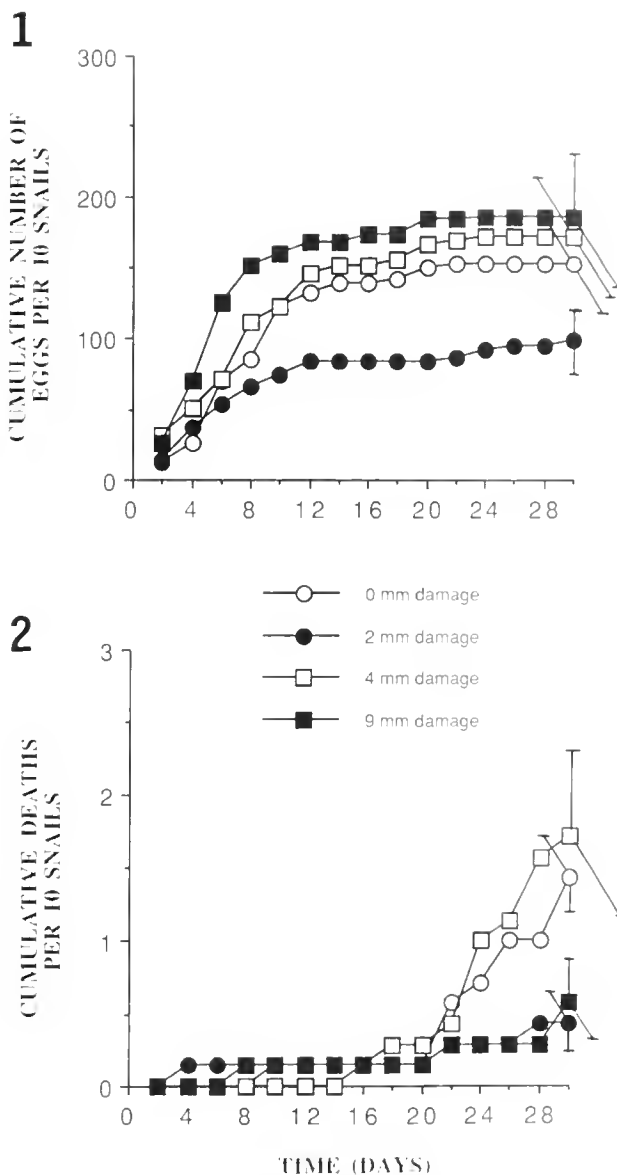 1
300
200
100
0
CUMULATIVE NUMBER OF
EGGS PER 10 SNAILS
0 4 8 12 16 20 24 28
0 mm damage
2 mm damage
4 mm damage
9 mm damage
2
3
2
1
0
CUMULATIVE DEATHS
PER 10 SNAILS
0 4 8 12 16 20 24 28
TIME (DAYS)